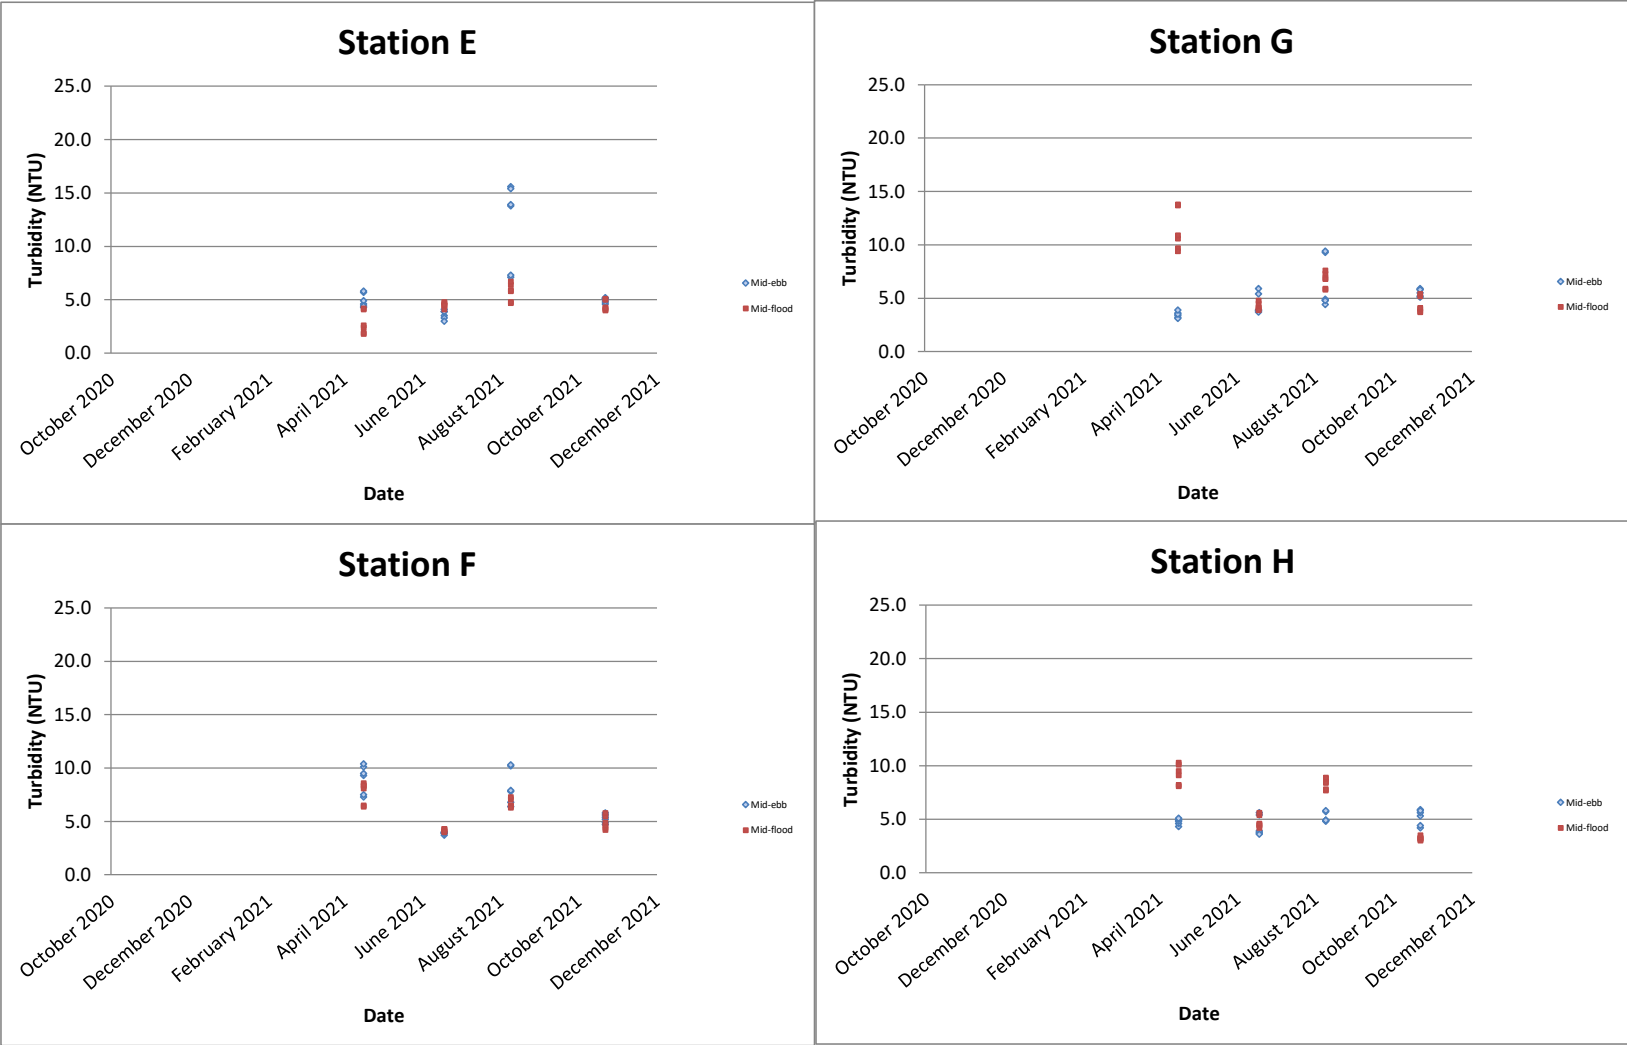 Station E
25.0
20.0
15.0
10.0
5.0
0.0
Turbidity (NTU)
October 2020
December 2020
February 2021
April 2021
June 2021
August 2021
October 2021
December 2021
Date
Mid-ebb
Mid-flood
Station G
25.0
20.0
15.0
10.0
5.0
0.0
Turbidity (NTU)
October 2020
December 2020
February 2021
April 2021
June 2021
August 2021
October 2021
December 2021
Date
Mid-ebb
Mid-flood
Station F
25.0
20.0
15.0
10.0
5.0
0.0
Turbidity (NTU)
October 2020
December 2020
February 2021
April 2021
June 2021
August 2021
October 2021
December 2021
Date
Mid-ebb
Mid-flood
Station H
25.0
20.0
15.0
10.0
5.0
0.0
Turbidity (NTU)
October 2020
December 2020
February 2021
April 2021
June 2021
August 2021
October 2021
December 2021
Date
Mid-ebb
Mid-flood